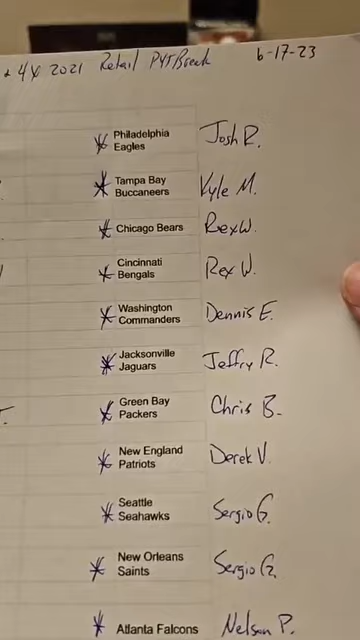 4X 2021 Retail PYT Break 6-17-23
Philadelphia Eagles Josh R.
Tampa Bay Buccaneers Kyle M.
Chicago Bears Rex W.
Cincinnati Bengals Rex W.
Washington Commanders Dennis E.
Jacksonville Jaguars Jeffry R.
Green Bay Packers Chris B.
New England Patriots Derek V.
Seattle Seahawks Sergio G.
New Orleans Saints Sergio G.
Atlanta Falcons Nelson P.